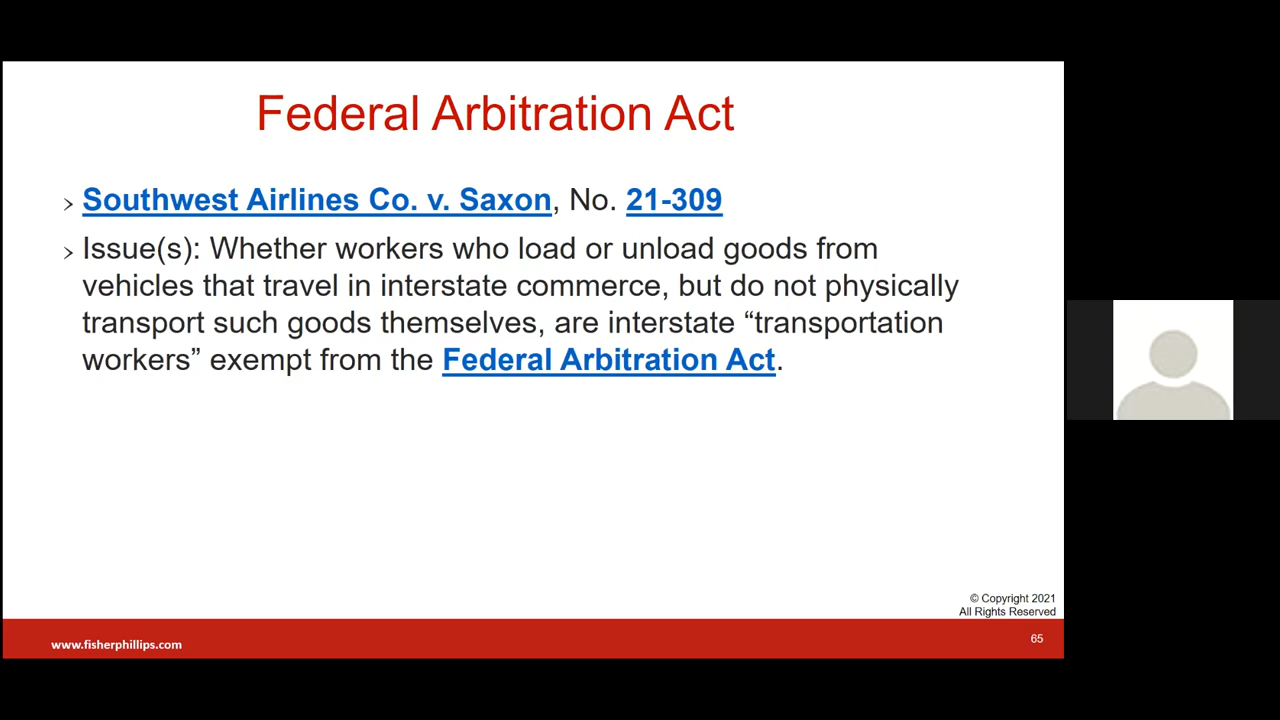 Federal Arbitration Act
› Southwest Airlines Co. v. Saxon, No. 21-309
› Issue(s): Whether workers who load or unload goods from
vehicles that travel in interstate commerce, but do not physically
transport such goods themselves, are interstate “transportation
workers” exempt from the Federal Arbitration Act.
© Copyright 2021
All Rights Reserved
www.fisherphillips.com
65